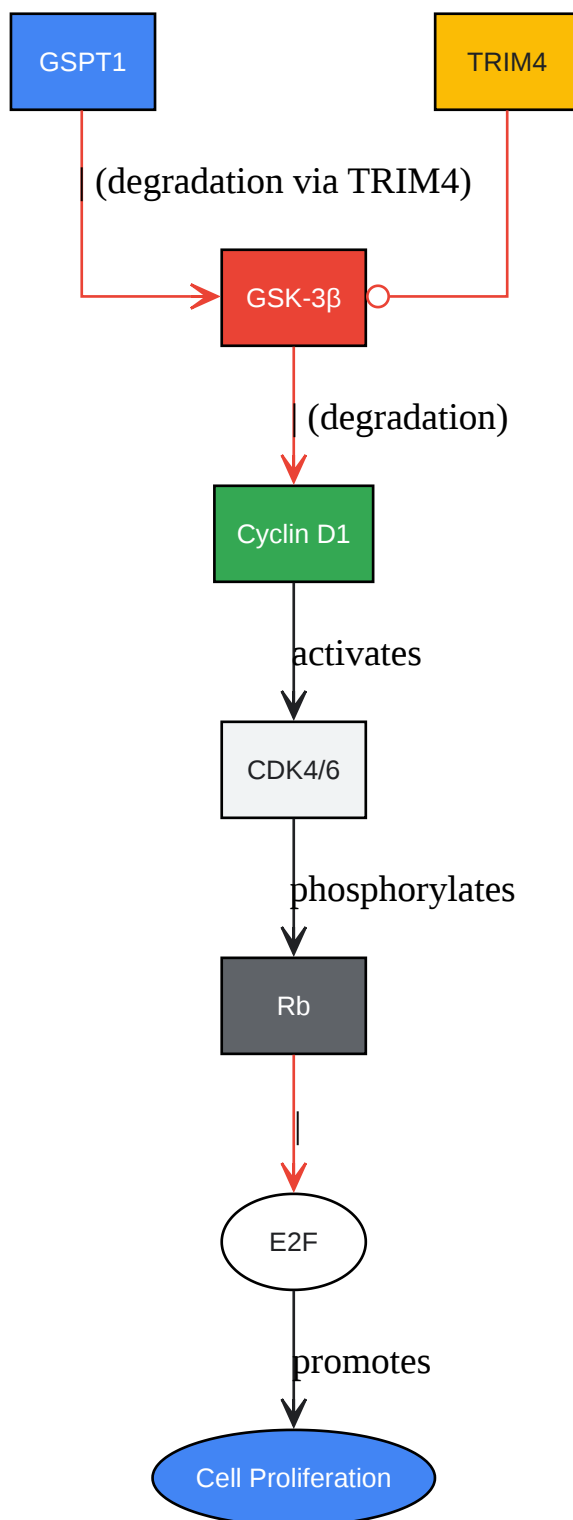 GSPT1
TRIM4
| (degradation via TRIM4)
GSK-3β
| (degradation)
Cyclin D1
activates
CDK4/6
phosphorylates
Rb
|
E2F
promotes
Cell Proliferation